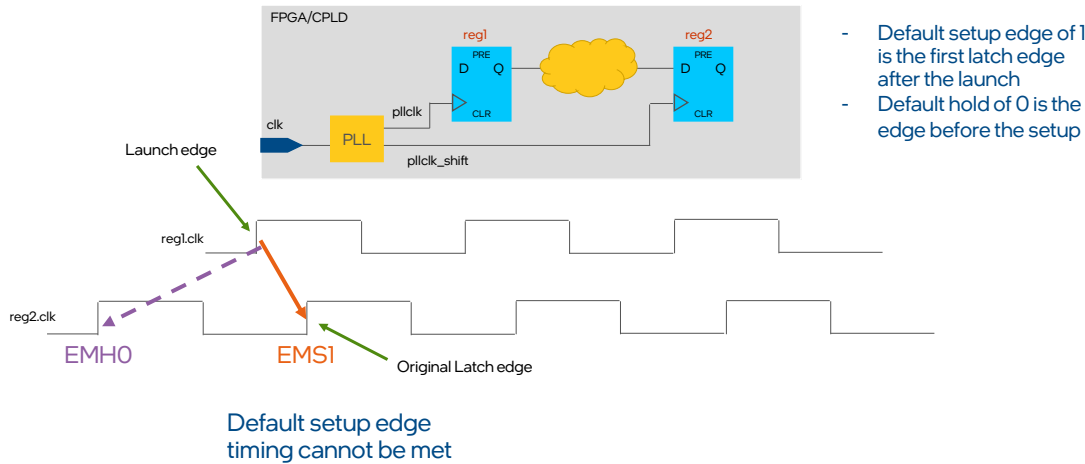 FPGA/CPLD
reg1
reg2
PRE
D Q
CLR
PRE
D Q
CLR
pllclk
clk
PLL
pllclk_shift
- Default setup edge of 1
is the first latch edge
after the launch
- Default hold of 0 is the
edge before the setup
Launch edge
reg1.clk
reg2.clk
EMH0
EMS1
Original Latch edge
Default setup edge
timing cannot be met